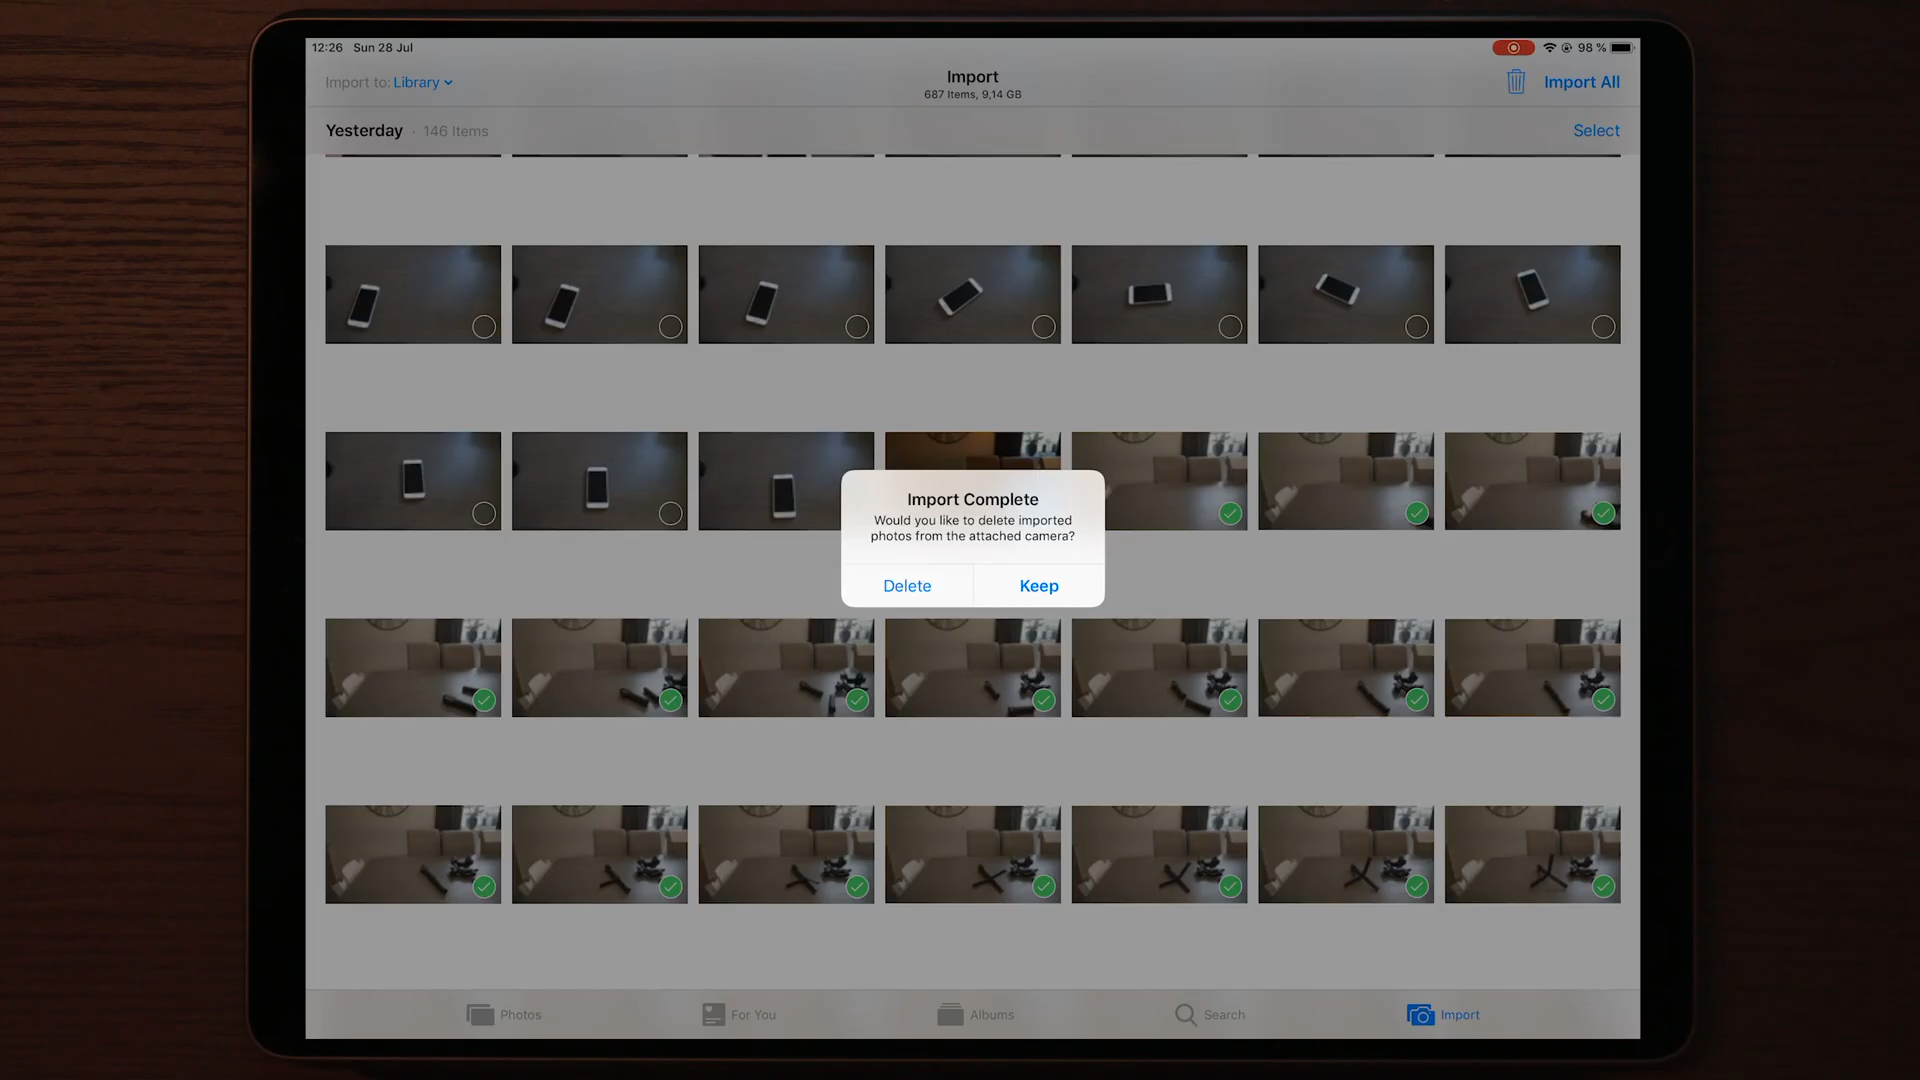 12:26 Sun 28 Jul
98 %
Import to: Library
Import
687 Items, 9,14 GB
Import All
Yesterday · 146 Items
Select
Import Complete
Would you like to delete imported
photos from the attached camera?
Delete
Keep
Photos
For You
Albums
Search
Import